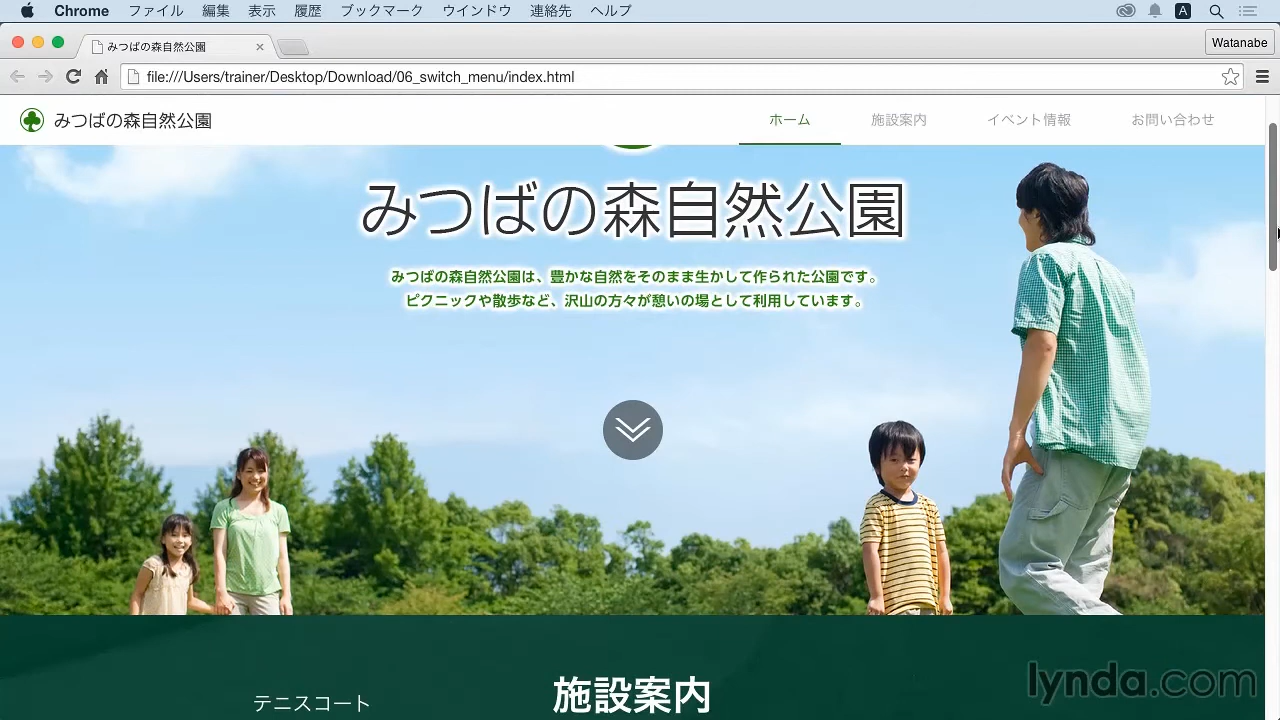 Chrome ファイル 編集 表示 履歴 ブックマーク ウインドウ 連絡先 ヘルプ A
みつばの森自然公園 × Watanabe
file:///Users/trainer/Desktop/Download/06_switch_menu/index.html
みつばの森自然公園 ホーム 施設案内 イベント情報 お問い合わせ
みつばの森自然公園
みつばの森自然公園は、豊かな自然をそのまま生かして作られた公園です。
ピクニックや散歩など、沢山の方々が憩いの場として利用しています。
施設案内
テニスコート
lynda.com